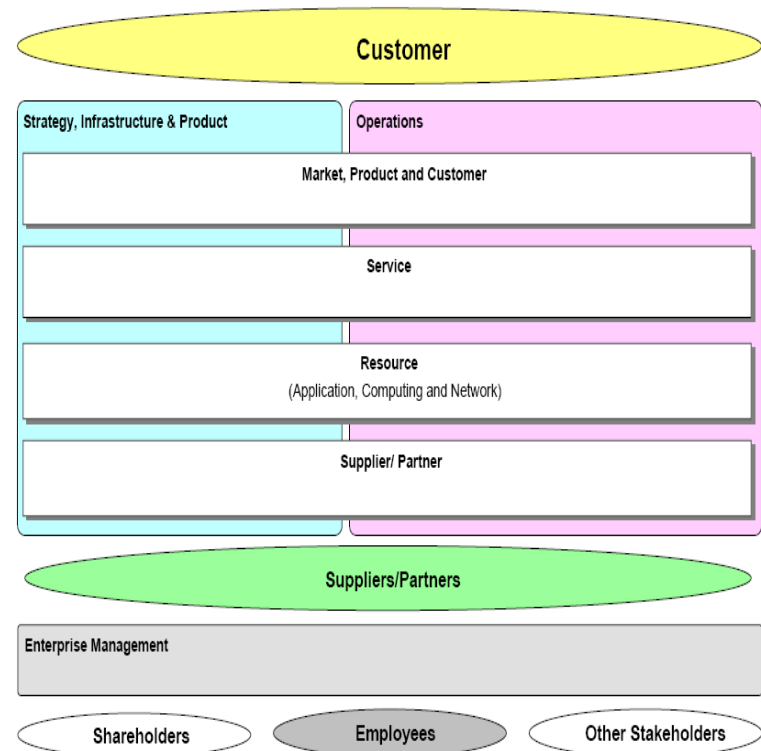 Customer
Strategy, Infrastructure & Product
Operations
Market, Product and Customer
Service
Resource
(Application, Computing and Network)
Supplier/ Partner
Suppliers/Partners
Enterprise Management
Shareholders
Employees
Other Stakeholders